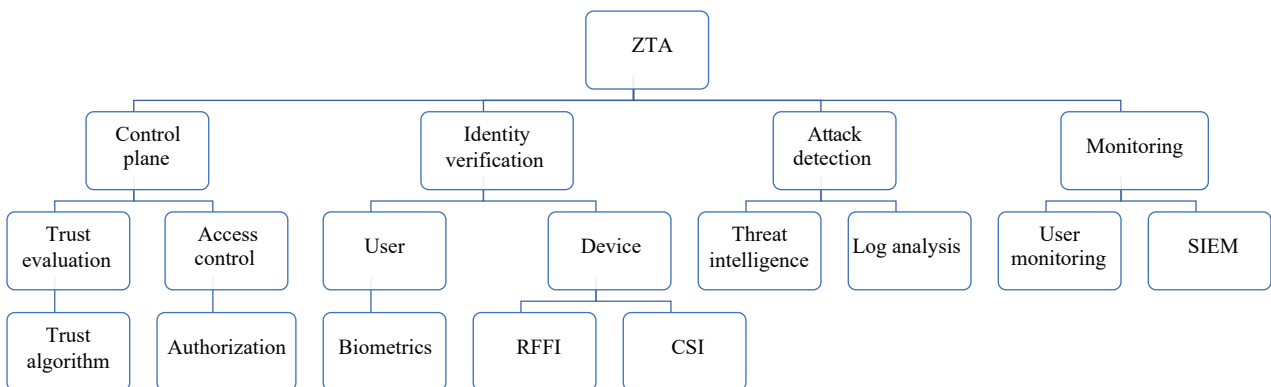 ZTA
Control
plane
Identity
verification
Attack
detection
Monitoring
Trust
evaluation
Access
control
User
Device
Threat
intelligence
Log analysis
User
monitoring
SIEM
Trust
algorithm
Authorization
Biometrics
RFFI
CSI